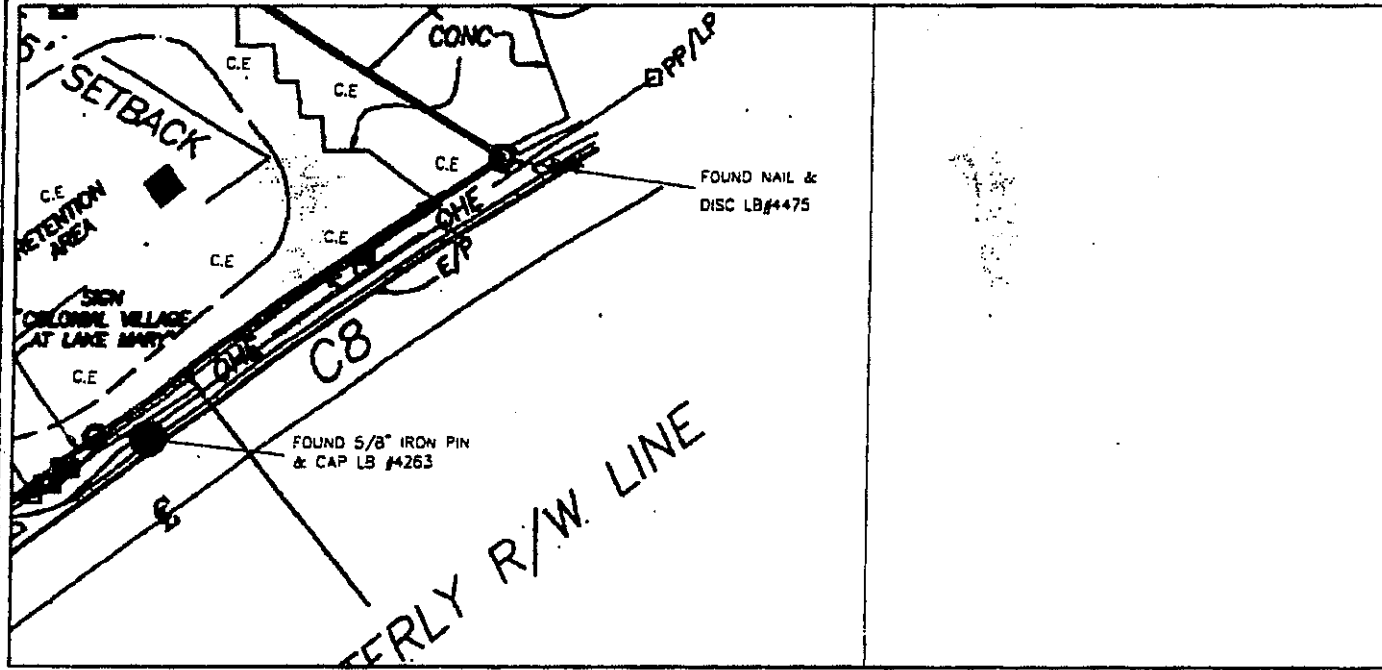 CONC
PP/LP
C.E
C.E
SETBACK
C.E
FOUND NAIL &
DISC LB#4475
C.E
RETENTION
AREA
OHE
C.E
E/P
C.E
SIGN
COLONIAL VILLAGE
AT LAKE MARY
OHE
C8
C.E
FOUND 5/8" IRON PIN
& CAP LB #4263
R/W LINE